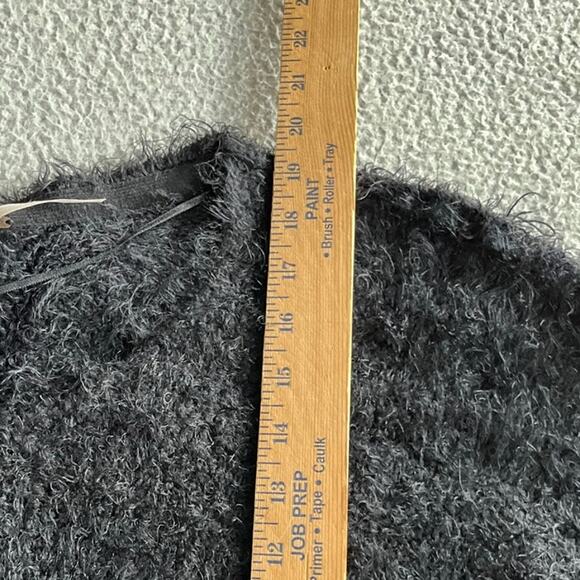 22
21
20
19
18
17
16
15
14
13
12
PAINT
• Brush • Roller • Tray
JOB PREP
Primer • Tape • Caulk